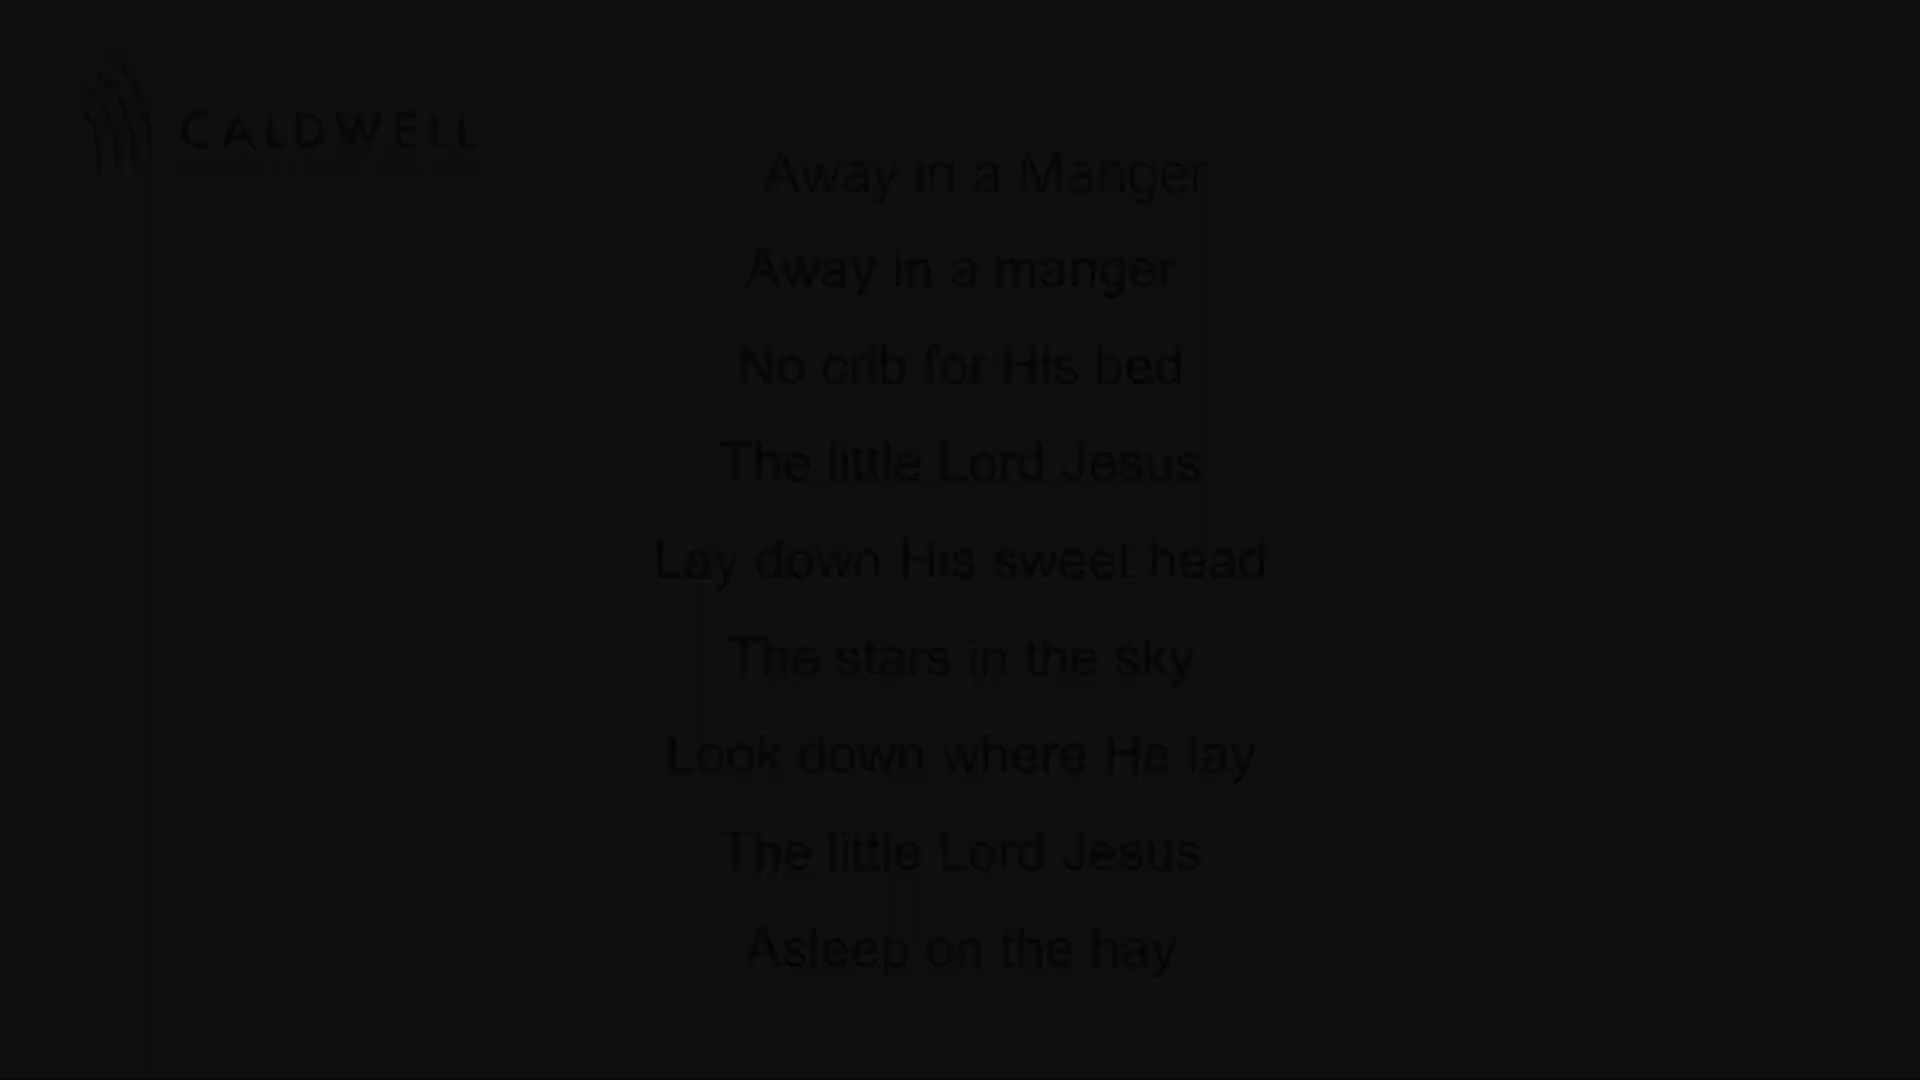 CALDWELL
Away in a Manger
Away in a manger
No crib for His bed
The little Lord Jesus
Lay down His sweet head
The stars in the sky
Look down where He lay
The little Lord Jesus
Asleep on the hay